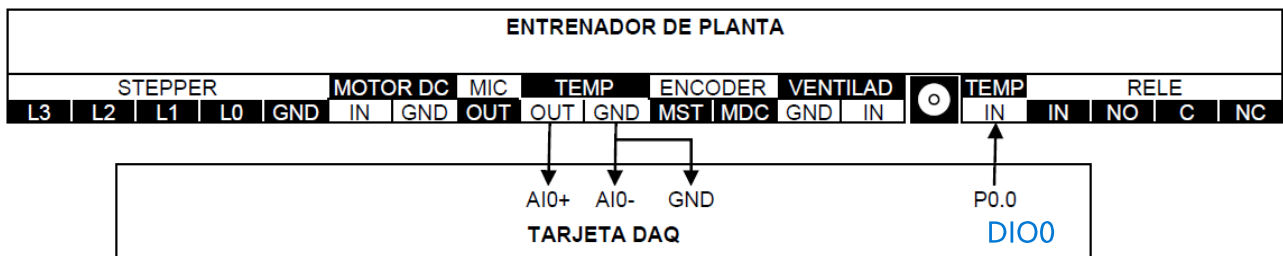 ENTRENADOR DE PLANTA
STEPPER MOTOR DC MIC TEMP ENCODER VENTILAD TEMP RELE
L3 L2 L1 L0 GND IN GND OUT OUT GND MST MDC GND IN IN IN NO C NC
AI0+ AI0- GND P0.0
TARJETA DAQ DIO0